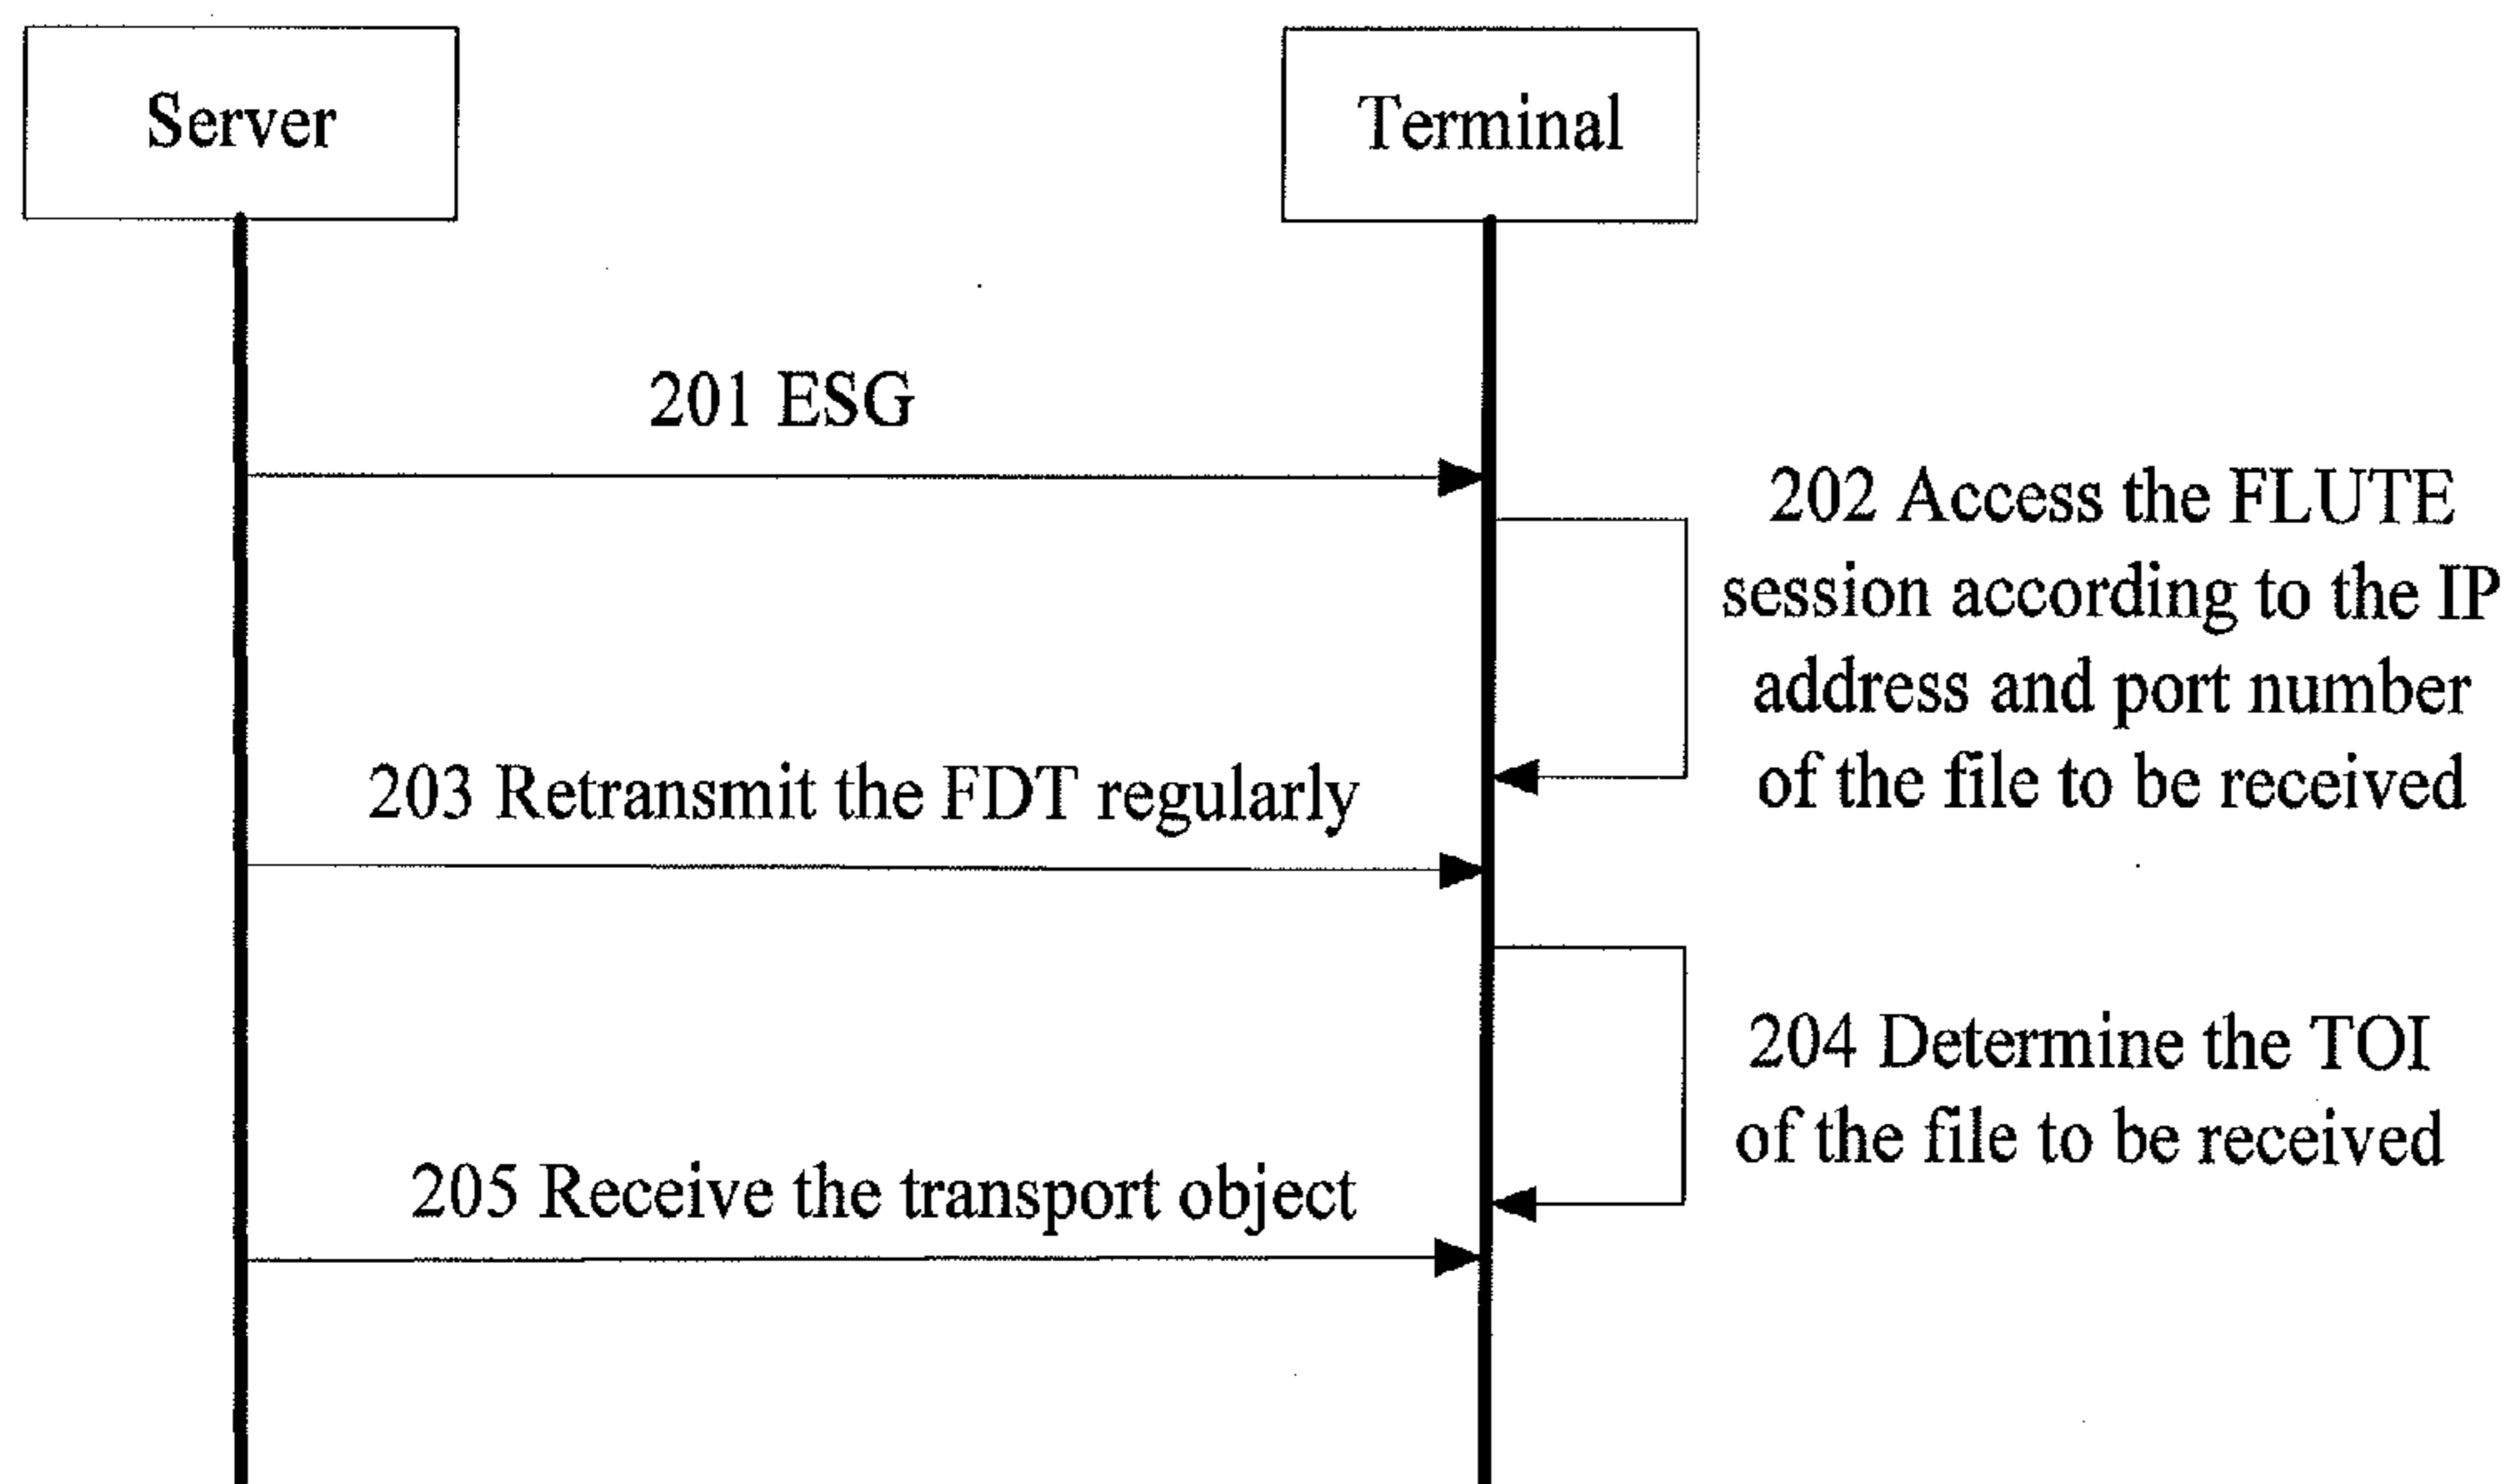 Server
Terminal
201 ESG
202 Access the FLUTE
session according to the IP
address and port number
of the file to be received
203 Retransmit the FDT regularly
204 Determine the TOI
of the file to be received
205 Receive the transport object